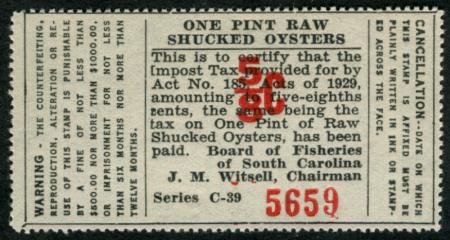 WARNING - THE COUNTERFEITING,
REPRODUCTION, ALTERATION OR RE-
USE OF THIS STAMP IS PUNISHABLE
BY A FINE OF NOT LESS THAN
$500.00 NOR MORE THAN $1000.00,
OR IMPRISONMENT FOR NOT LESS
THAN SIX MONTHS NOR MORE THAN
TWELVE MONTHS.
ONE PINT RAW
SHUCKED OYSTERS
This is to certify that the
Impost Tax provided for by
Act No. 185, Acts of 1929,
amounting to five-eighths
cents, the same being the
tax on One Pint of Raw
Shucked Oysters, has been
paid. Board of Fisheries
of South Carolina
J. M. Witsell, Chairman
Series C-39 5659
5/8C
CANCELLATION--DATE ON WHICH
THIS STAMP IS AFFIXED MUST BE
PLAINLY WRITTEN IN INK OR STAMP-
ED ACROSS THE FACE.